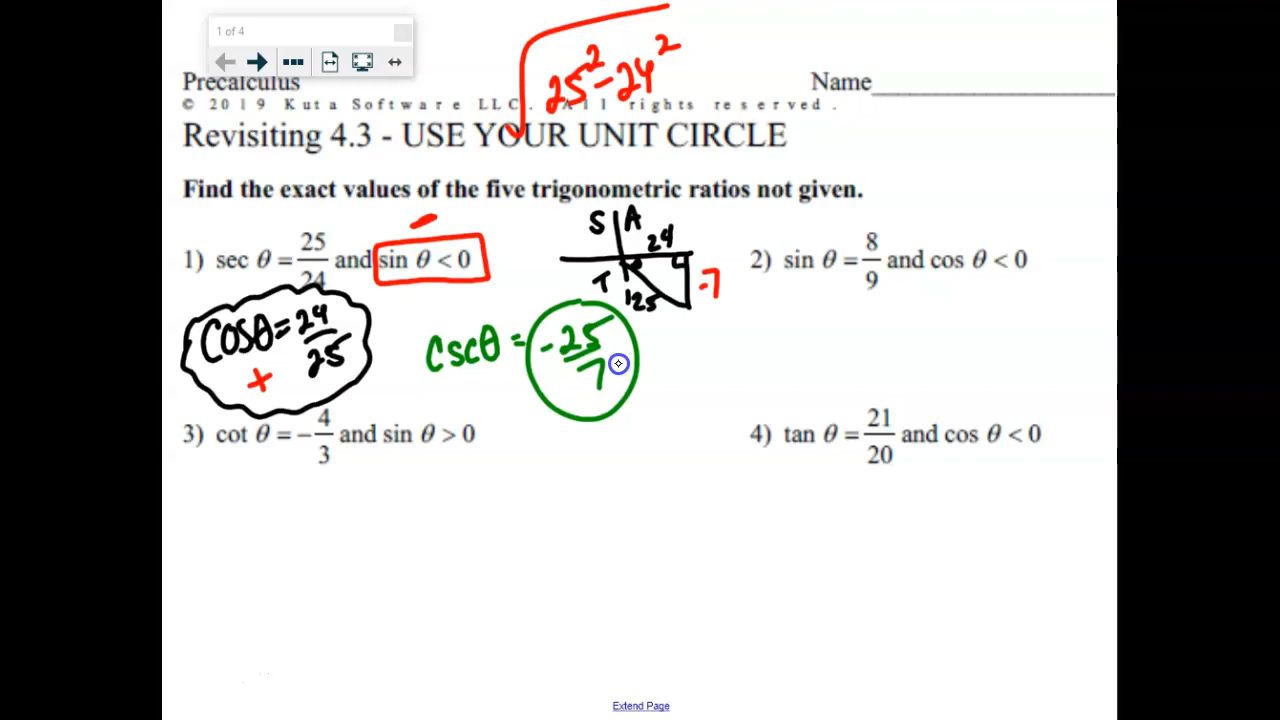 1 of 4
√25² - 24²
Precalculus Name
© 2019 Kuta Software LLC. All rights reserved.
Revisiting 4.3 - USE YOUR UNIT CIRCLE
Find the exact values of the five trigonometric ratios not given.
1) sec θ = 25/24 and sin θ < 0
-
S A
T
24
-7
25
2) sin θ = 8/9 and cos θ < 0
cosθ = 24/25
+
cscθ = -25/7
3) cot θ = -4/3 and sin θ > 0
4) tan θ = 21/20 and cos θ < 0
Extend Page